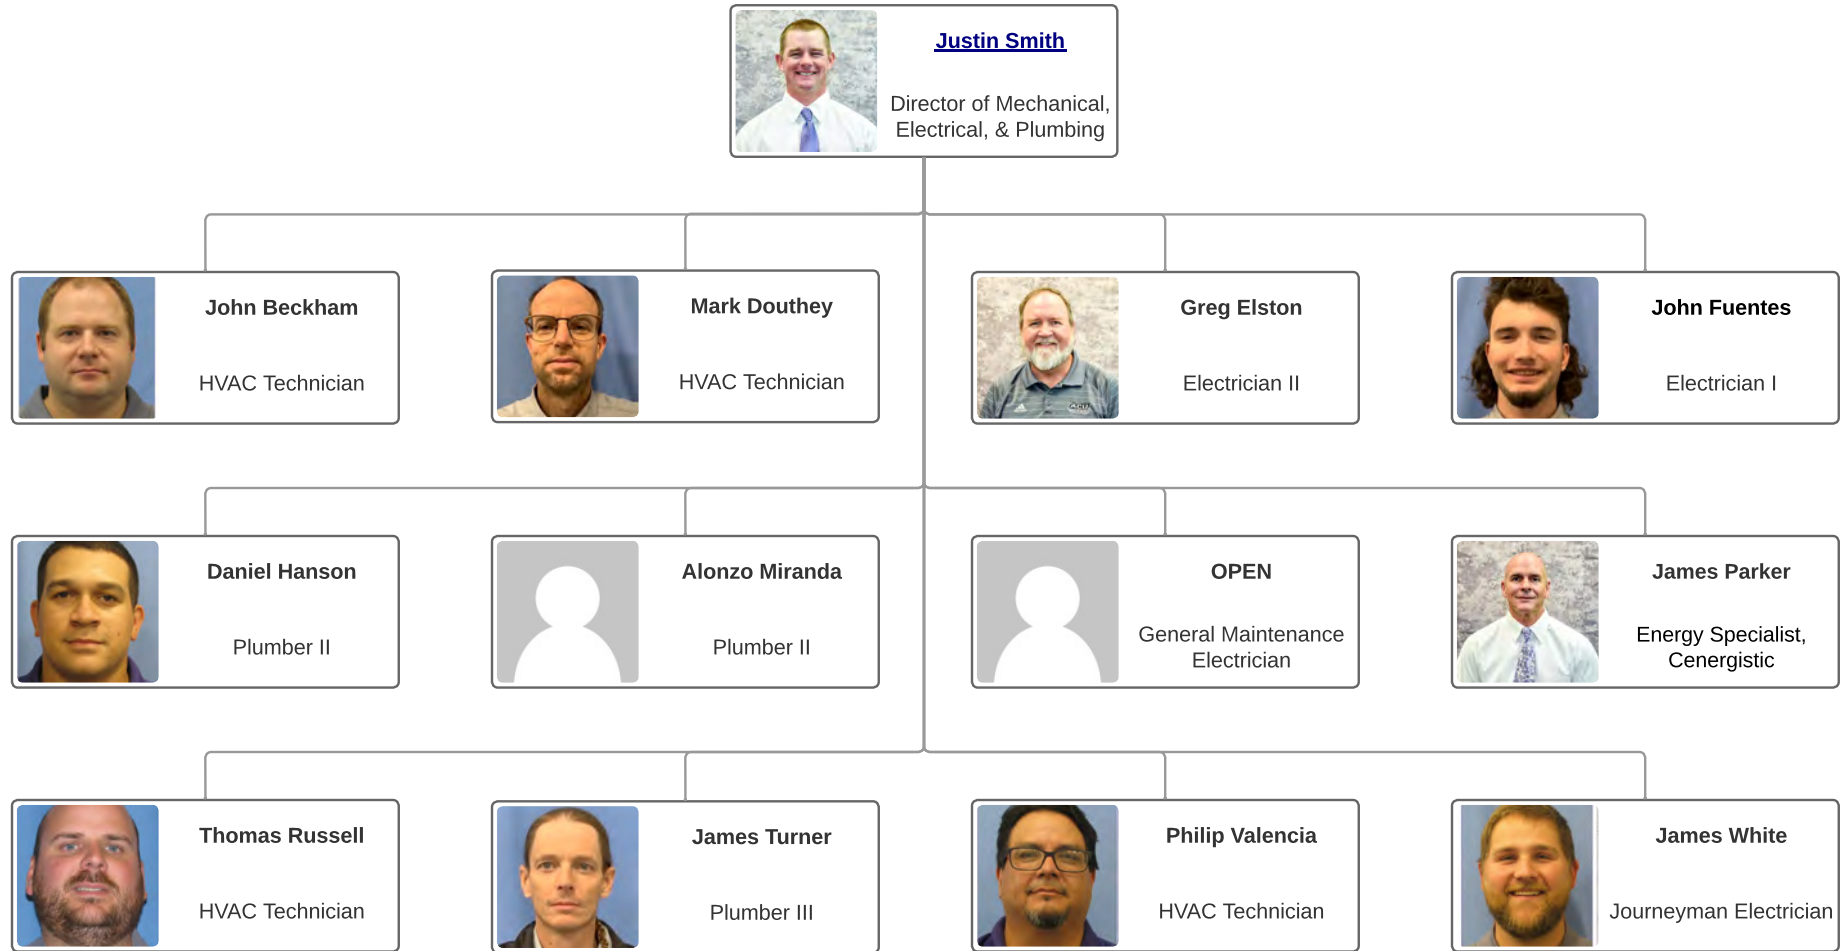 Justin Smith
Director of Mechanical,
Electrical, & Plumbing
John Beckham
HVAC Technician
Mark Douthey
HVAC Technician
Greg Elston
Electrician II
ACU
John Fuentes
Electrician I
Daniel Hanson
Plumber II
Alonzo Miranda
Plumber II
OPEN
General Maintenance
Electrician
James Parker
Energy Specialist,
Cenergistic
Thomas Russell
HVAC Technician
James Turner
Plumber III
Philip Valencia
HVAC Technician
James White
Journeyman Electrician